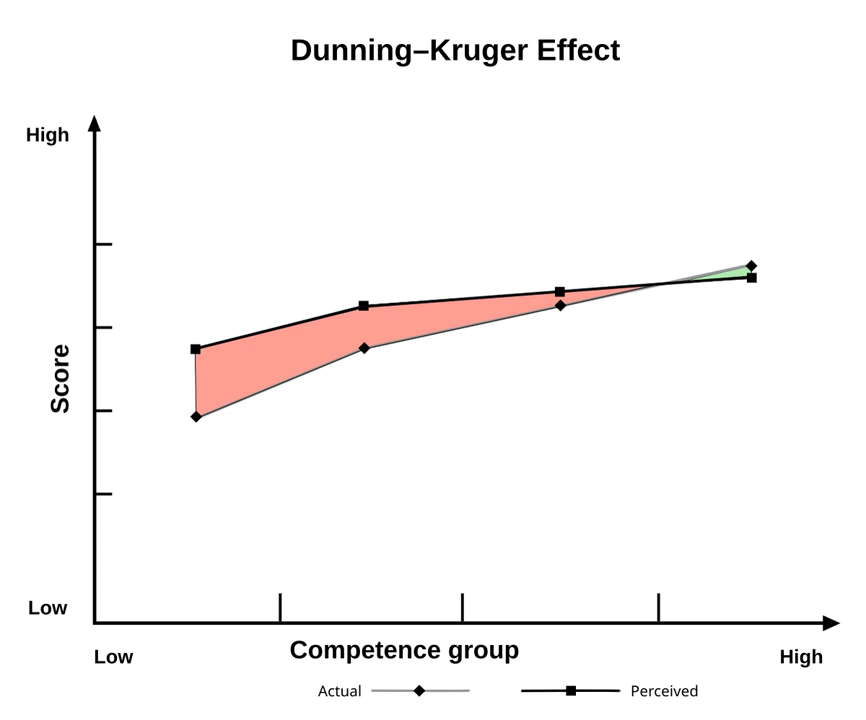 Dunning–Kruger Effect
High
Score
Low
Low
Competence group
High
Actual
Perceived